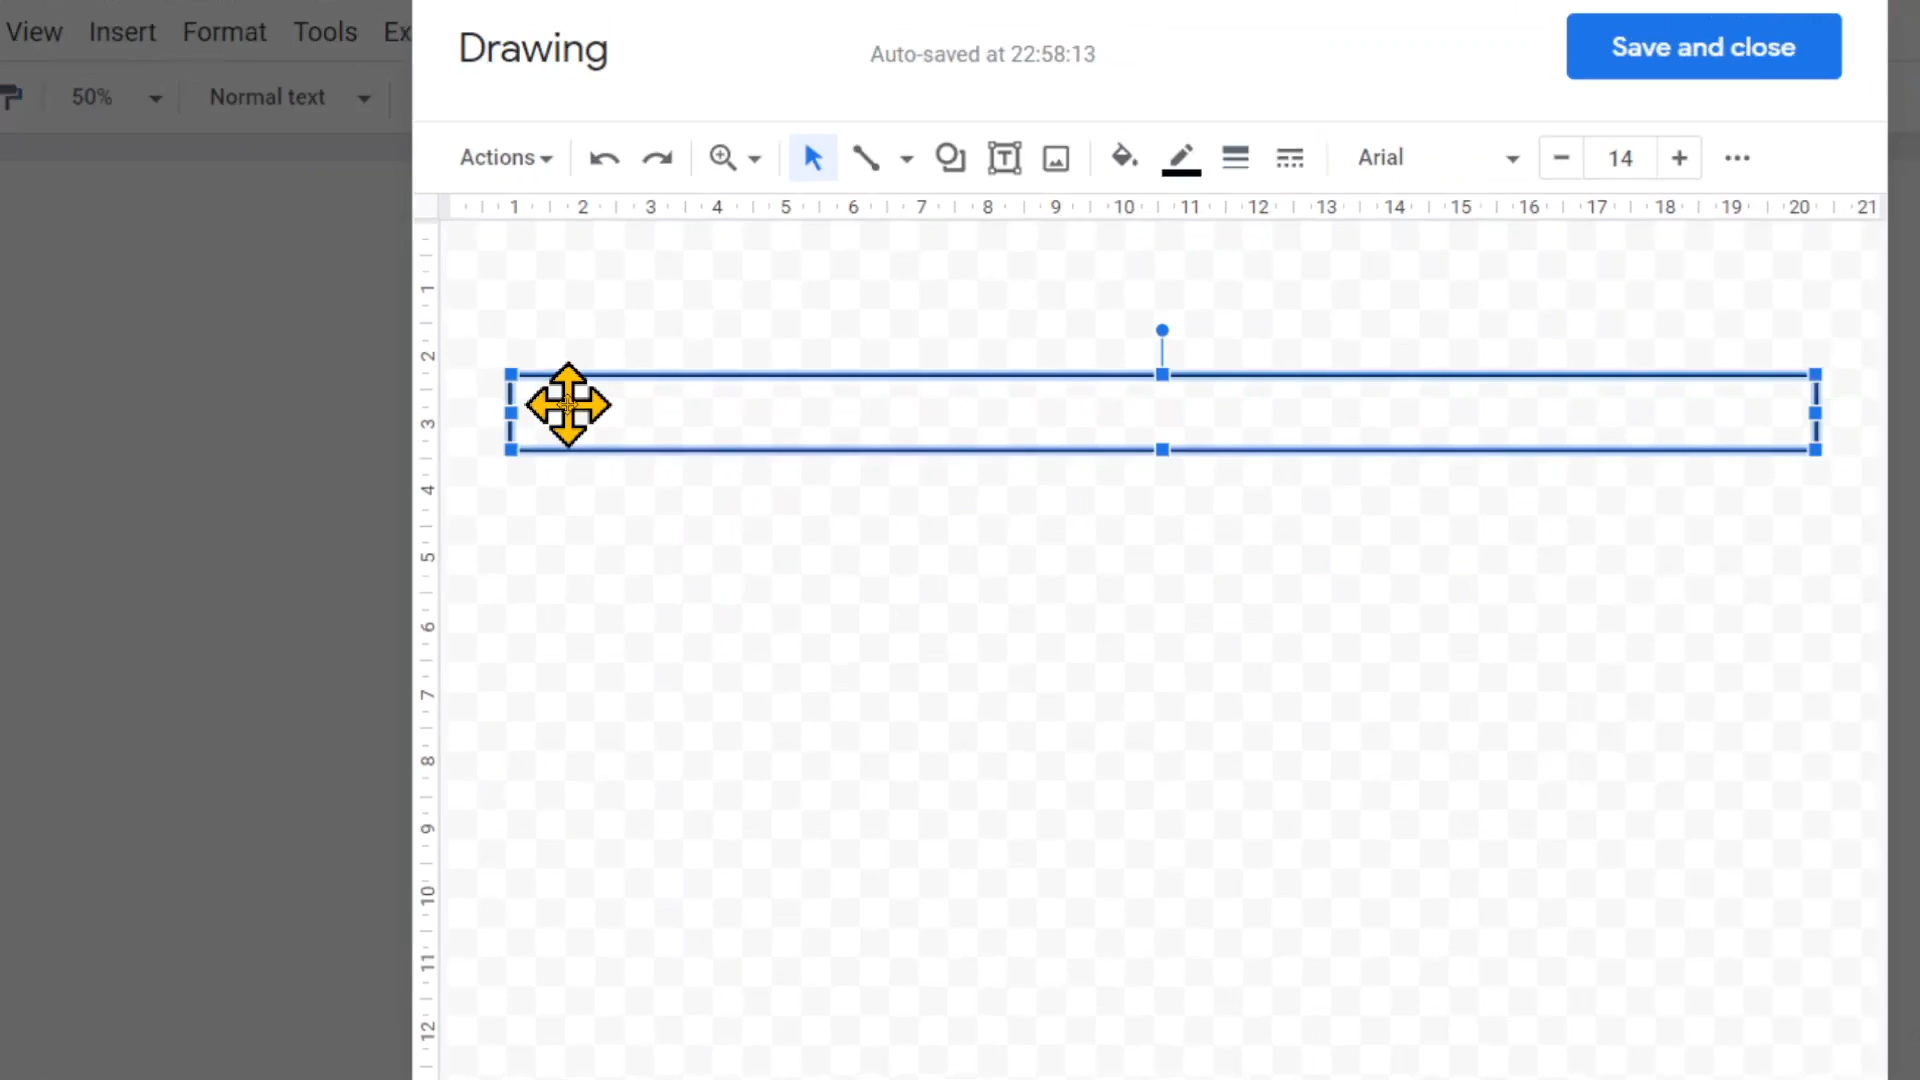 View Insert Format Tools Ex
50% Normal text
Drawing
Auto-saved at 22:58:13
Save and close
Actions
Arial
14
1 2 3 4 5 6 7 8 9 10 11 12 13 14 15 16 17 18 19 20 21
1
2
3
4
5
6
7
8
9
10
11
12